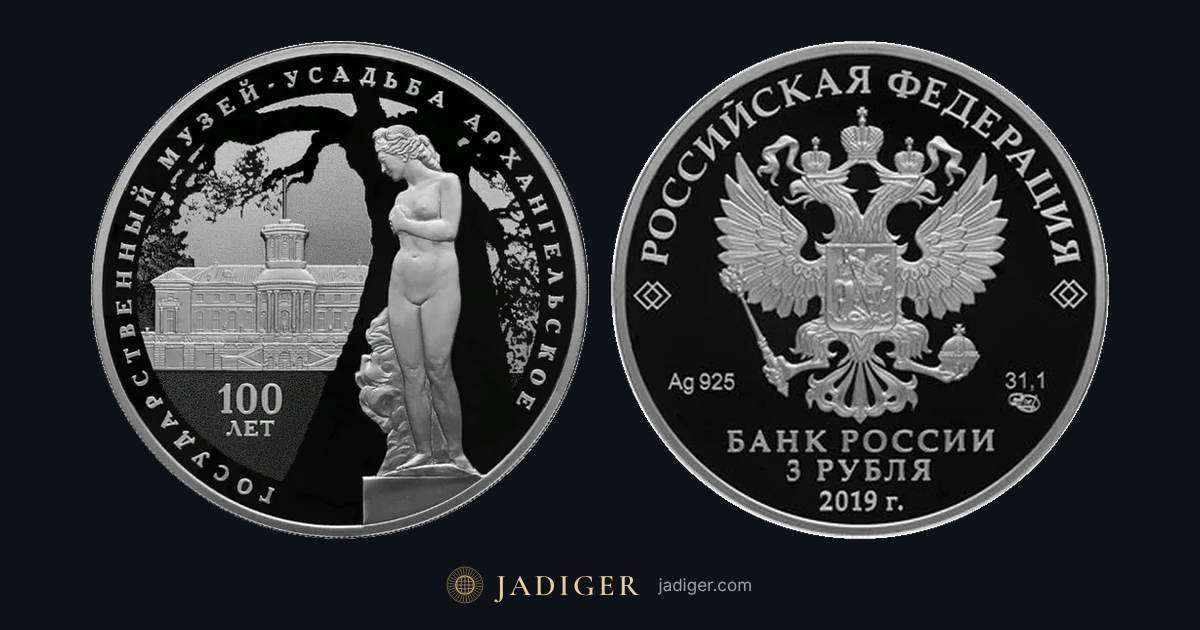 ГОСУДАРСТВЕННЫЙ МУЗЕЙ-УСАДЬБА АРХАНГЕЛЬСКОЕ
100
ЛЕТ
РОССИЙСКАЯ ФЕДЕРАЦИЯ
Ag 925
31,1
БАНК РОССИИ
3 РУБЛЯ
2019 г.
JADIGER jadiger.com